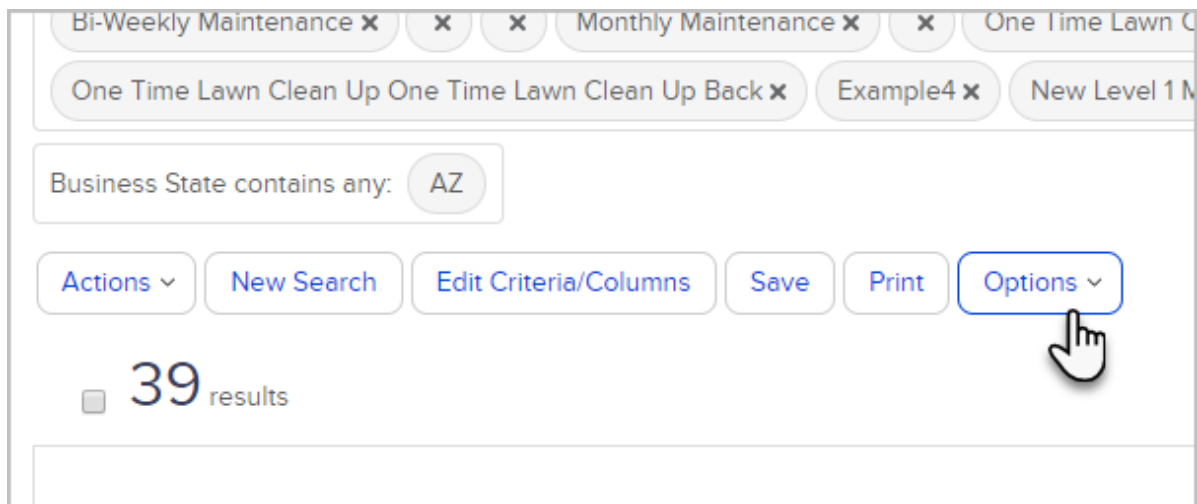 Bi-Weekly Maintenance × × × Monthly Maintenance × × One Time Lawn
One Time Lawn Clean Up One Time Lawn Clean Up Back × Example4 × New Level 1
Business State contains any: AZ
Actions New Search Edit Criteria/Columns Save Print Options
39 results